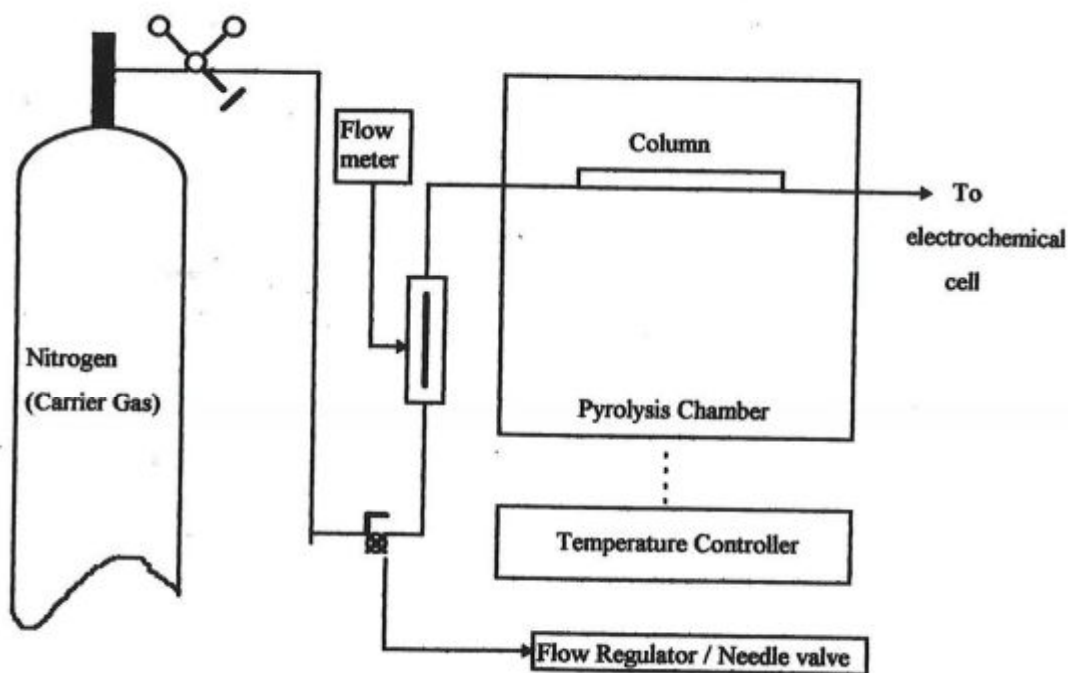 Flow
meter
Column
To
electrochemical
cell
Nitrogen
(Carrier Gas)
Pyrolysis Chamber
Temperature Controller
Flow Regulator / Needle valve